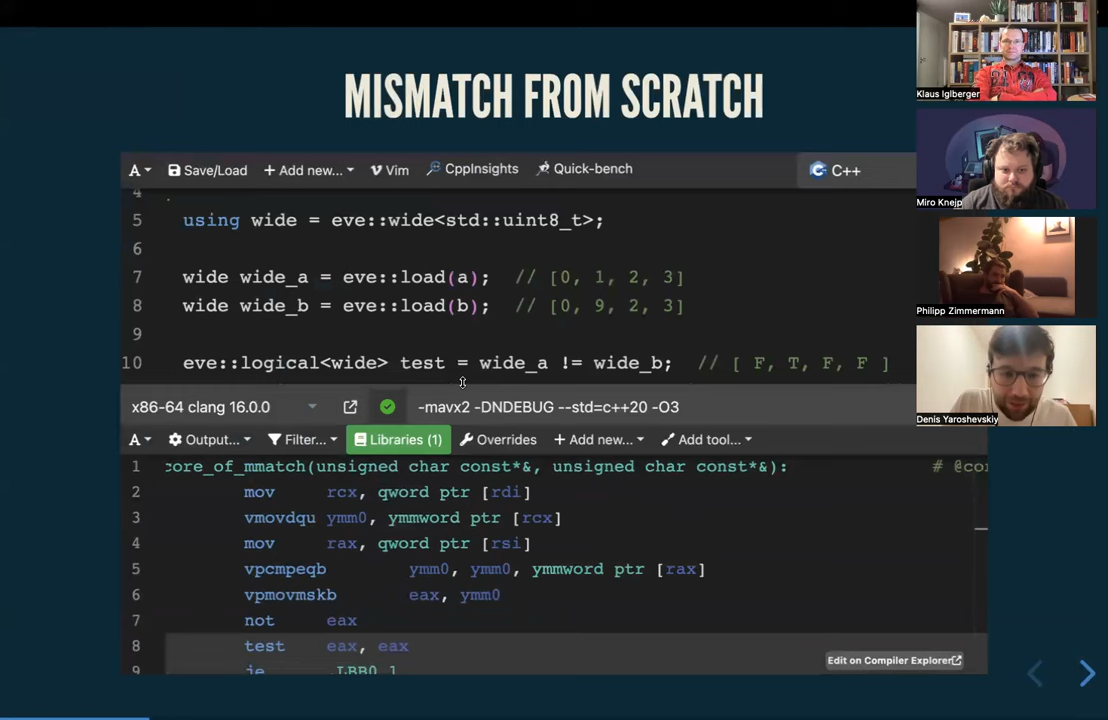 MISMATCH FROM SCRATCH
A Save/Load + Add new... Vim CppInsights Quick-bench C++
4
5 using wide = eve::wide<std::uint8_t>;
6
7 wide wide_a = eve::load(a); // [0, 1, 2, 3]
8 wide wide_b = eve::load(b); // [0, 9, 2, 3]
9
10 eve::logical<wide> test = wide_a != wide_b; // [ F, T, F, F ]
x86-64 clang 16.0.0 -mavx2 -DNDEBUG --std=c++20 -O3
A Output... Filter... Libraries (1) Overrides + Add new... Add tool...
1 core_of_mmatch(unsigned char const*&, unsigned char const*&): # @cor
2 mov rcx, qword ptr [rdi]
3 vmovdqu ymm0, ymmword ptr [rcx]
4 mov rax, qword ptr [rsi]
5 vpcmpeqb ymm0, ymm0, ymmword ptr [rax]
6 vpmovmskb eax, ymm0
7 not eax
8 test eax, eax
9 je .LBB0_1
Edit on Compiler Explorer
Klaus Iglberger
Miro Knejp
Philipp Zimmermann
Denis Yaroshevskiy